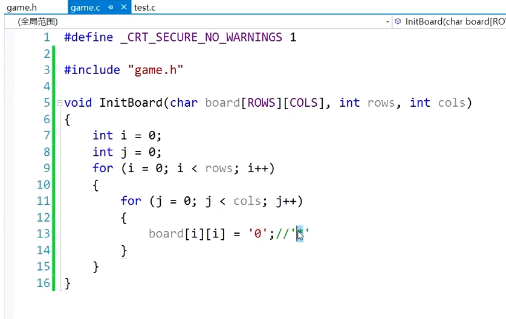 game.h game.c test.c
(全局范围) InitBoard(char board[RO
1 #define _CRT_SECURE_NO_WARNINGS 1
2
3 #include "game.h"
4
5 void InitBoard(char board[ROWS][COLS], int rows, int cols)
6 {
7 int i = 0;
8 int j = 0;
9 for (i = 0; i < rows; i++)
10 {
11 for (j = 0; j < cols; j++)
12 {
13 board[i][i] = '0';//'*'
14 }
15 }
16 }